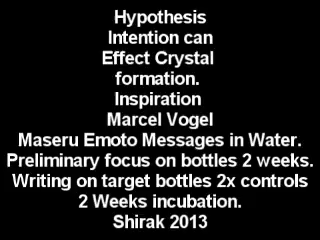 Hypothesis
Intention can
Effect Crystal
formation.
Inspiration
Marcel Vogel
Maseru Emoto Messages in Water.
Preliminary focus on bottles 2 weeks.
Writing on target bottles 2x controls
2 Weeks incubation.
Shirak 2013